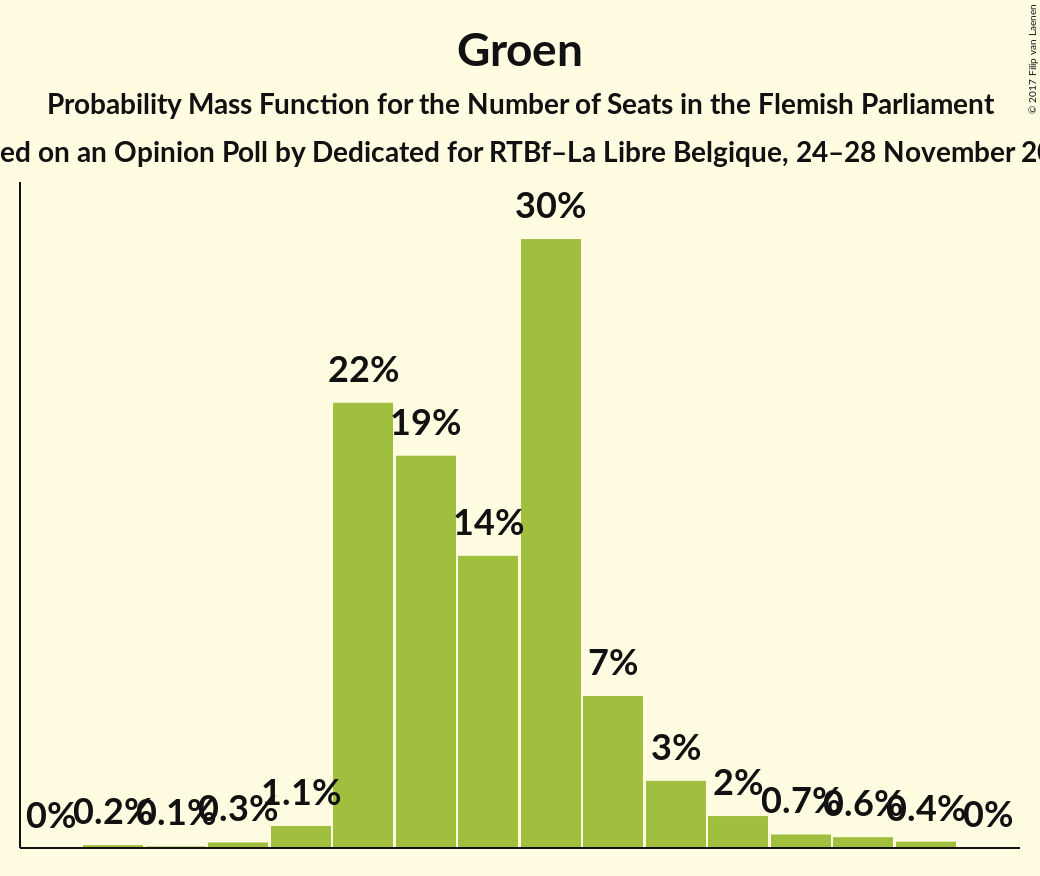 Groen
Probability Mass Function for the Number of Seats in the Flemish Parliament
ed on an Opinion Poll by Dedicated for RTBf–La Libre Belgique, 24–28 November 20
© 2017 Filip van Laenen
30%
22%
19%
14%
7%
3%
2%
0% 0.2% 0.1% 0.3% 1.1% 0.7% 0.6% 0.4% 0%